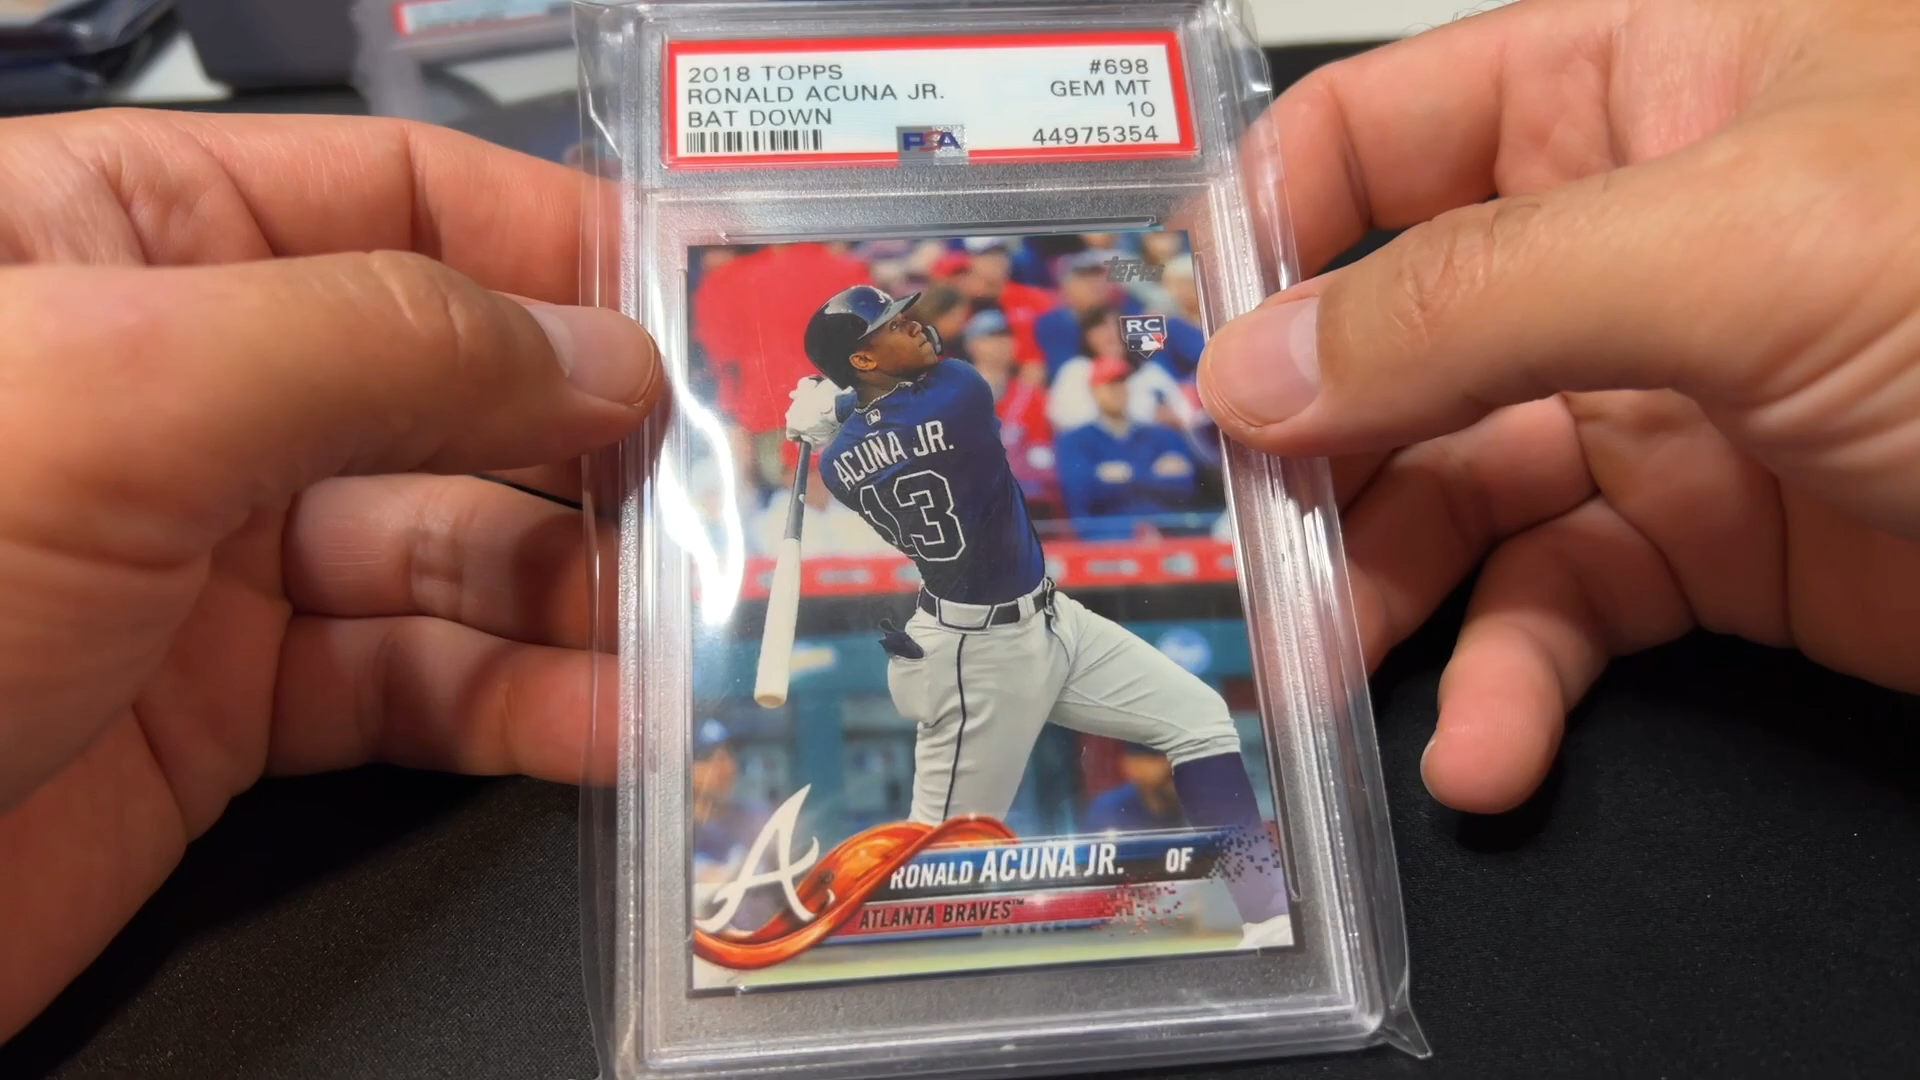 2018 TOPPS #698
RONALD ACUNA JR. GEM MT
BAT DOWN 10
PSA 44975354
Topps
RC
ACUÑA JR.
13
RONALD ACUÑA JR. OF
ATLANTA BRAVES™